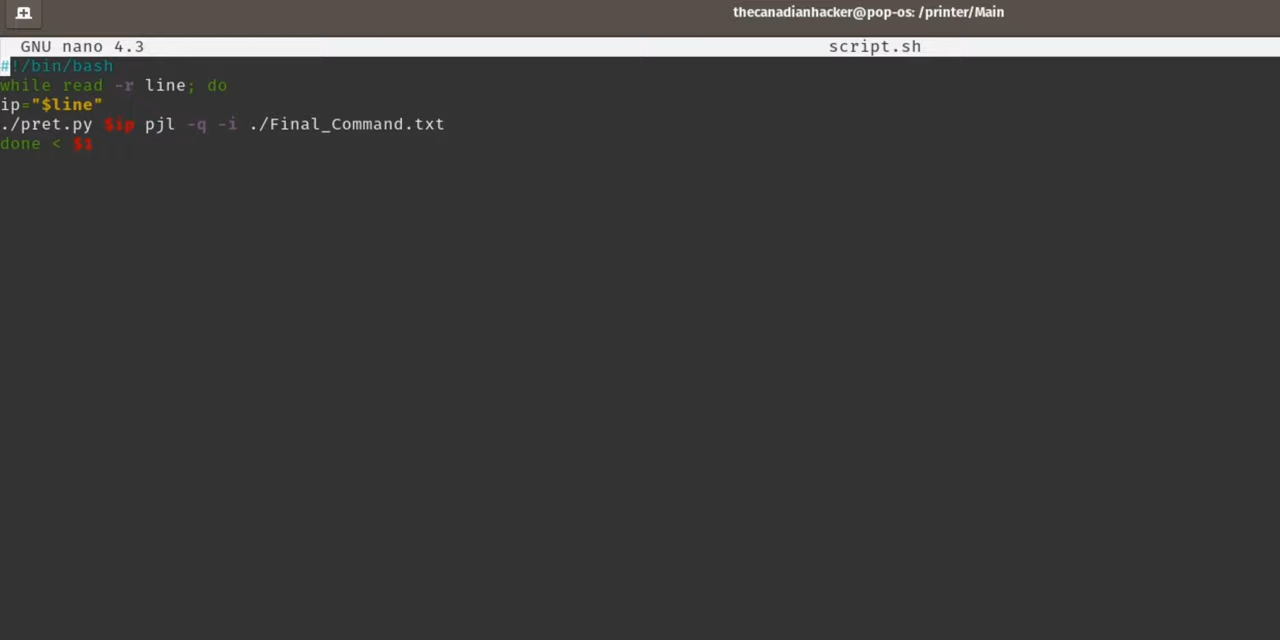 thecanadianhacker@pop-os: /printer/Main
GNU nano 4.3 script.sh
#!/bin/bash
while read -r line; do
ip="$line"
./pret.py $ip pjl -q -i ./Final_Command.txt
done < $1